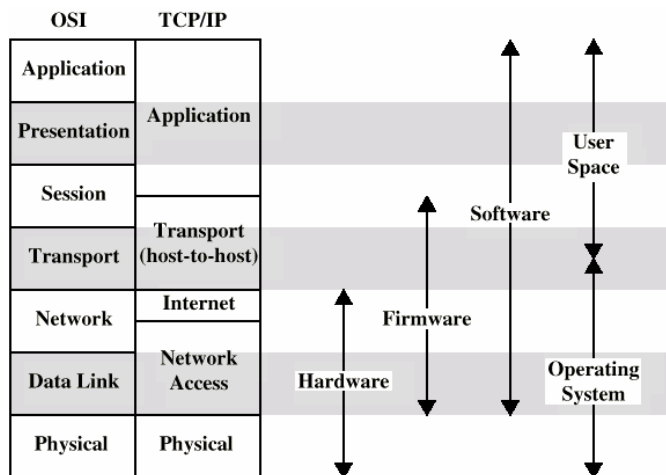 OSI TCP/IP
Application
Presentation
Session
Transport
Network
Data Link
Physical
Application
Transport
(host-to-host)
Internet
Network
Access
Physical
Hardware
Firmware
Software
User
Space
Operating
System